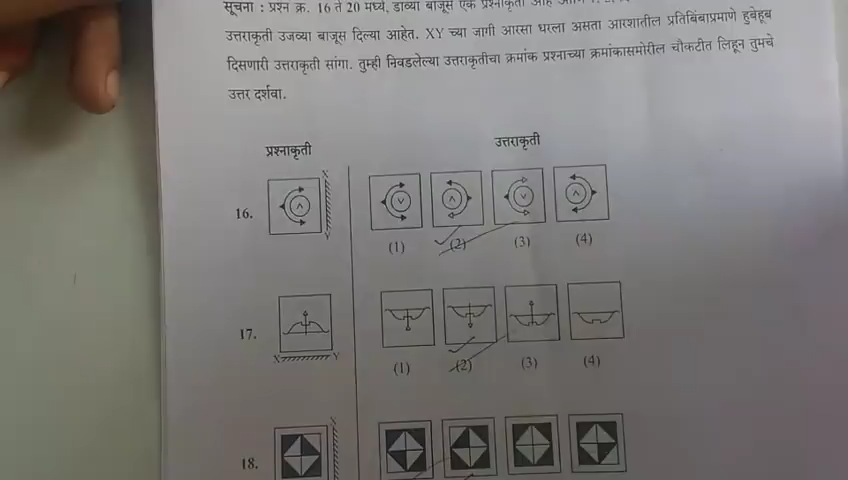 सूचना : प्रश्न क्र. 16 ते 20 मध्ये, डाव्या बाजूस एक प्रश्नाकृती आहे
उत्तराकृती उजव्या बाजूस दिल्या आहेत. XY च्या जागी आरसा धरला असता आरशातील प्रतिबिंबाप्रमाणे हुबेहूब
दिसणारी उत्तराकृती सांगा. तुम्ही निवडलेल्या उत्तराकृतीचा क्रमांक प्रश्नाच्या क्रमांकासमोरील चौकटीत लिहून तुमचे
उत्तर दर्शवा.
प्रश्नाकृती उत्तराकृती
X
16.
Y
(1) (2) (3) (4)
17.
X Y
(1) (2) (3) (4)
18.